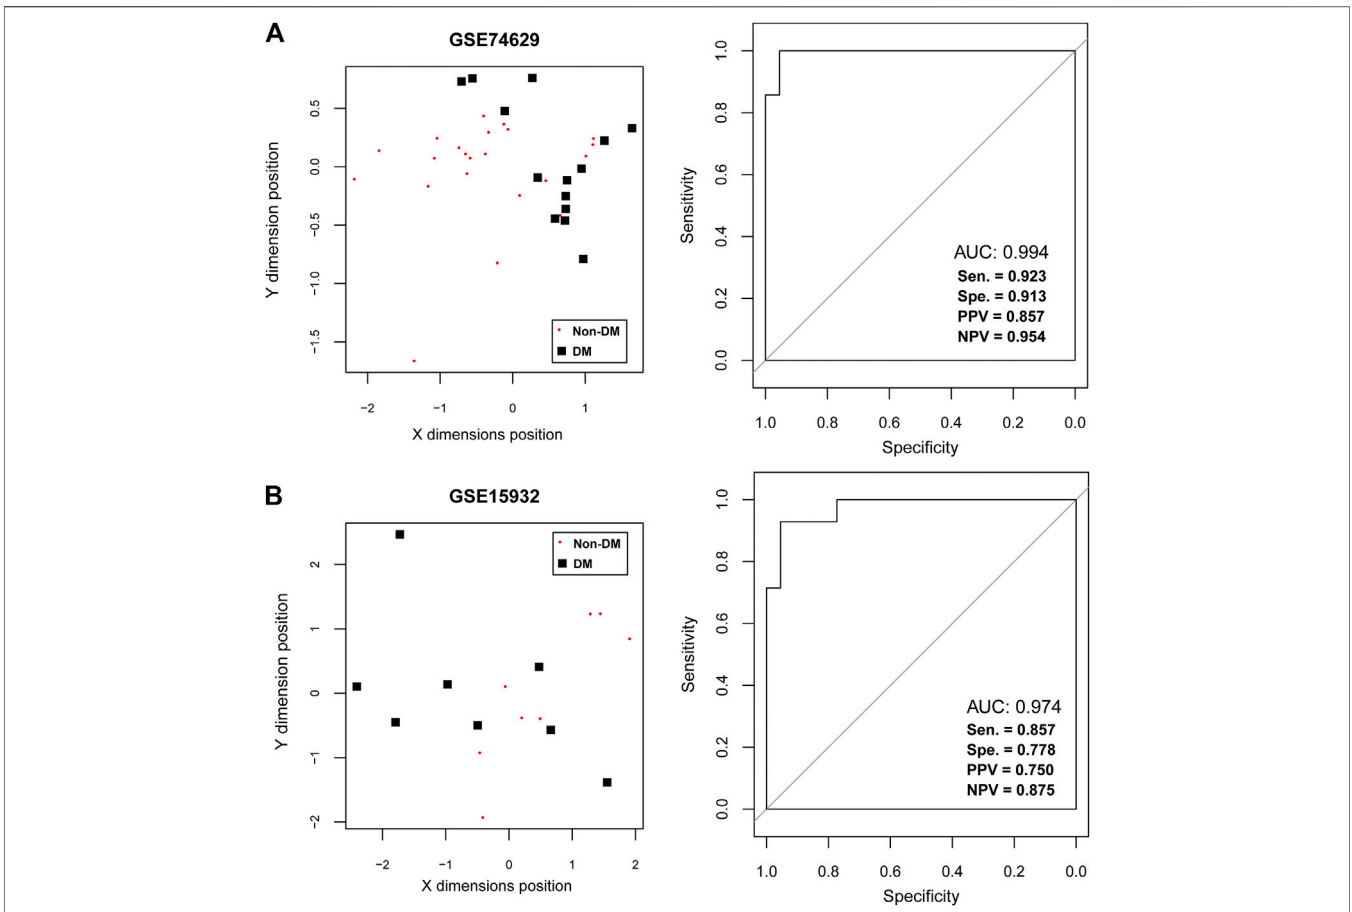 A
GSE74629
Y dimension position
0.5
0.0
−0.5
−1.0
−1.5
Non-DM
DM
−2 −1 0 1
X dimensions position
Sensitivity
1.0
0.8
0.6
0.4
0.2
0.0
AUC: 0.994
Sen. = 0.923
Spe. = 0.913
PPV = 0.857
NPV = 0.954
1.0 0.8 0.6 0.4 0.2 0.0
Specificity
B
GSE15932
Y dimension position
2
1
0
−1
−2
Non-DM
DM
−2 −1 0 1 2
X dimensions position
Sensitivity
1.0
0.8
0.6
0.4
0.2
0.0
AUC: 0.974
Sen. = 0.857
Spe. = 0.778
PPV = 0.750
NPV = 0.875
1.0 0.8 0.6 0.4 0.2 0.0
Specificity